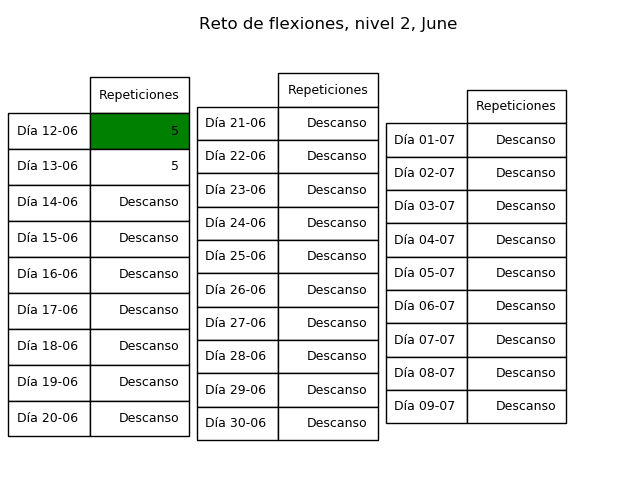 Reto de flexiones, nivel 2, June
Repeticiones
Día 12-06 5
Día 13-06 5
Día 14-06 Descanso
Día 15-06 Descanso
Día 16-06 Descanso
Día 17-06 Descanso
Día 18-06 Descanso
Día 19-06 Descanso
Día 20-06 Descanso
Repeticiones
Día 21-06 Descanso
Día 22-06 Descanso
Día 23-06 Descanso
Día 24-06 Descanso
Día 25-06 Descanso
Día 26-06 Descanso
Día 27-06 Descanso
Día 28-06 Descanso
Día 29-06 Descanso
Día 30-06 Descanso
Repeticiones
Día 01-07 Descanso
Día 02-07 Descanso
Día 03-07 Descanso
Día 04-07 Descanso
Día 05-07 Descanso
Día 06-07 Descanso
Día 07-07 Descanso
Día 08-07 Descanso
Día 09-07 Descanso